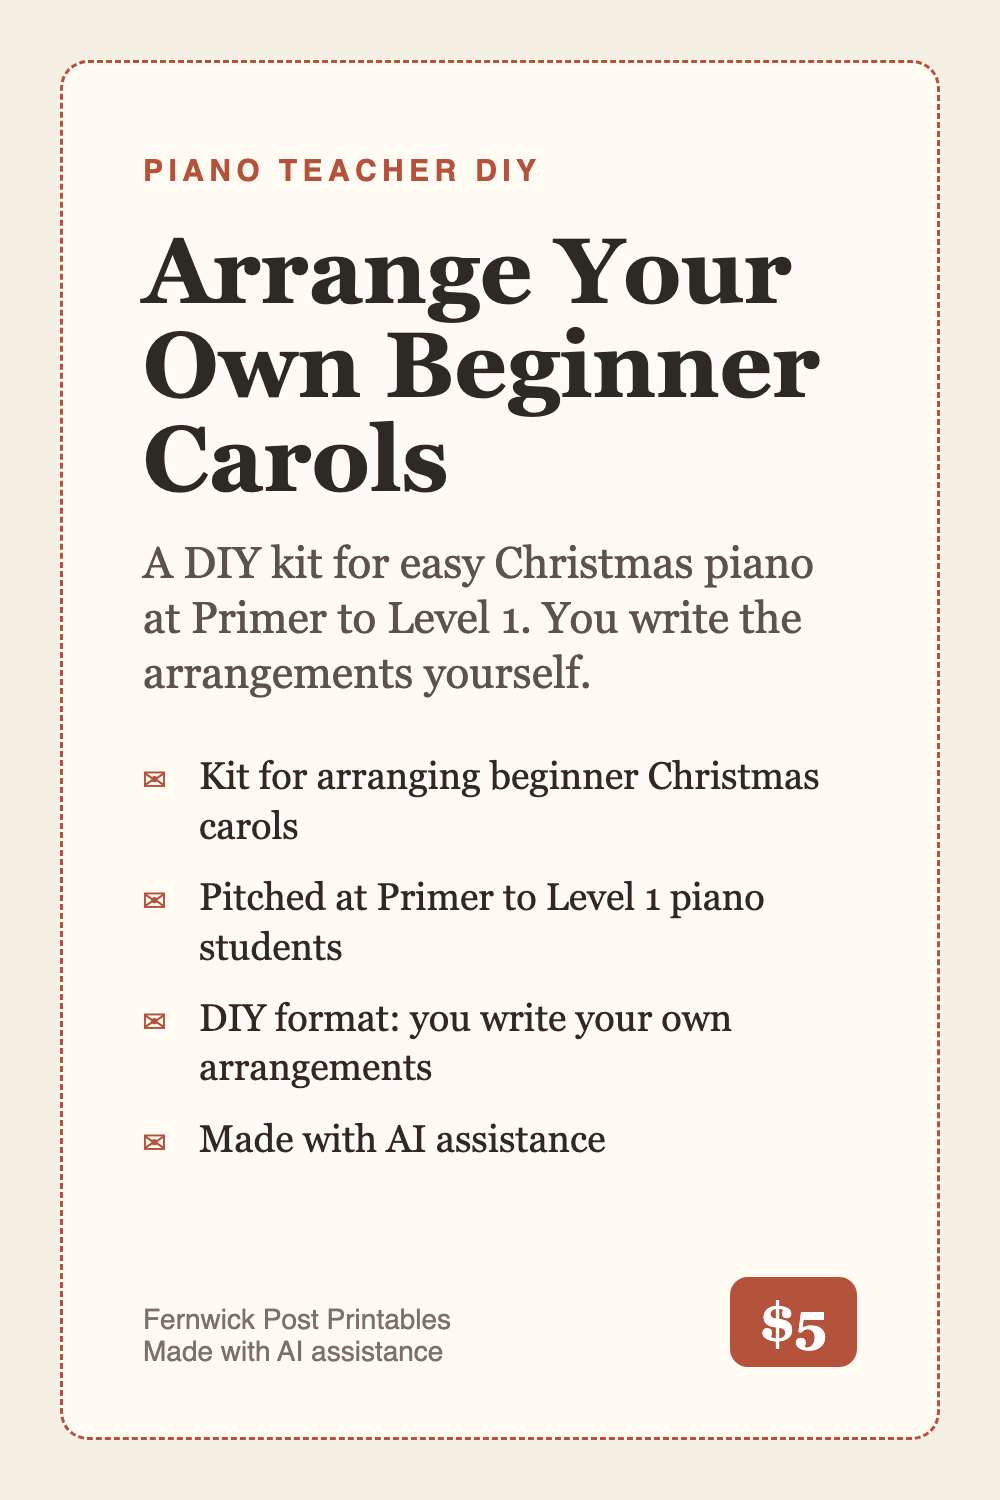 PIANO TEACHER DIY
Arrange Your
Own Beginner
Carols
A DIY kit for easy Christmas piano
at Primer to Level 1. You write the
arrangements yourself.
✉ Kit for arranging beginner Christmas
carols
✉ Pitched at Primer to Level 1 piano
students
✉ DIY format: you write your own
arrangements
✉ Made with AI assistance
Fernwick Post Printables
Made with AI assistance
$5